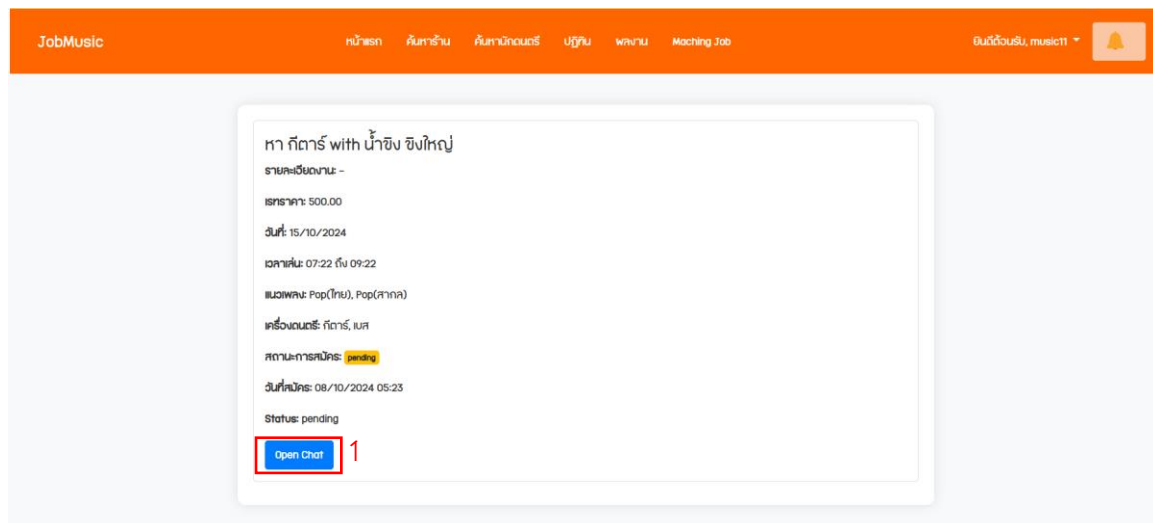 JobMusic หน้าแรก ค้นหาร้าน ค้นหานักดนตรี ปฏิทิน ผลงาน Maching Job ยินดีต้อนรับ, music11
หา กีตาร์ with น้ำขิง ขิงใหญ่
รายละเอียดงาน: -
เรทราคา: 500.00
วันที่: 15/10/2024
เวลาเล่น: 07:22 ถึง 09:22
แนวเพลง: Pop(ไทย), Pop(สากล)
เครื่องดนตรี: กีตาร์, เบส
สถานะการสมัคร: pending
วันที่สมัคร: 08/10/2024 05:23
Status: pending
Open Chat 1